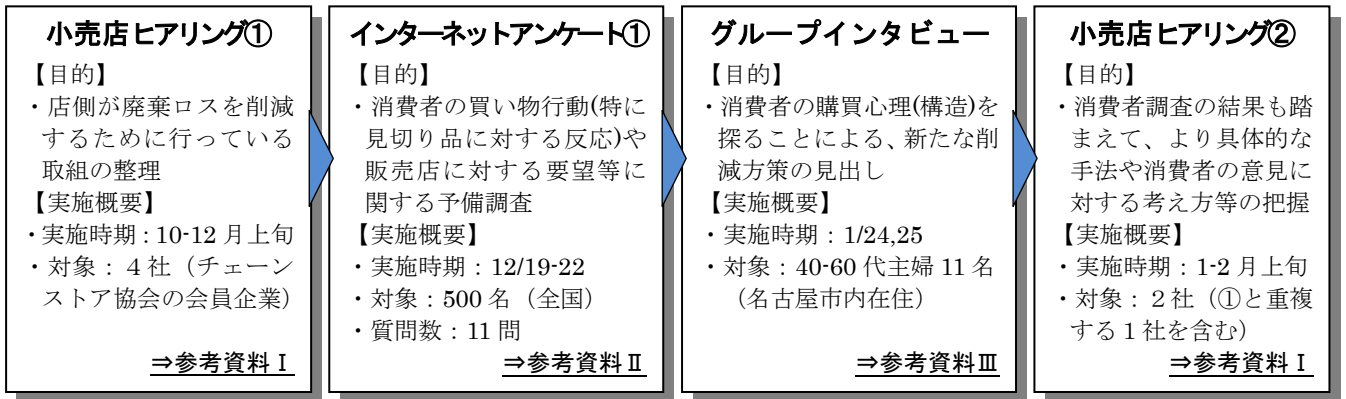 小売店ヒアリング①
【目的】
・店側が廃棄ロスを削減
するために行っている
取組の整理
【実施概要】
・実施時期：10-12月上旬
・対象：４社（チェーン
ストア協会の会員企業）
⇒参考資料Ⅰ
インターネットアンケート①
【目的】
・消費者の買い物行動(特に
見切り品に対する反応)や
販売店に対する要望等に
関する予備調査
【実施概要】
・実施時期：12/19-22
・対象：500名（全国）
・質問数：11問
⇒参考資料Ⅱ
グループインタビュー
【目的】
・消費者の購買心理(構造)を
探ることによる、新たな削
減方策の見出し
【実施概要】
・実施時期：1/24,25
・対象：40-60代主婦11名
（名古屋市内在住）
⇒参考資料Ⅲ
小売店ヒアリング②
【目的】
・消費者調査の結果も踏
まえて、より具体的な
手法や消費者の意見に
対する考え方等の把握
【実施概要】
・実施時期：1-2月上旬
・対象：２社（①と重複
する１社を含む）
⇒参考資料Ⅰ